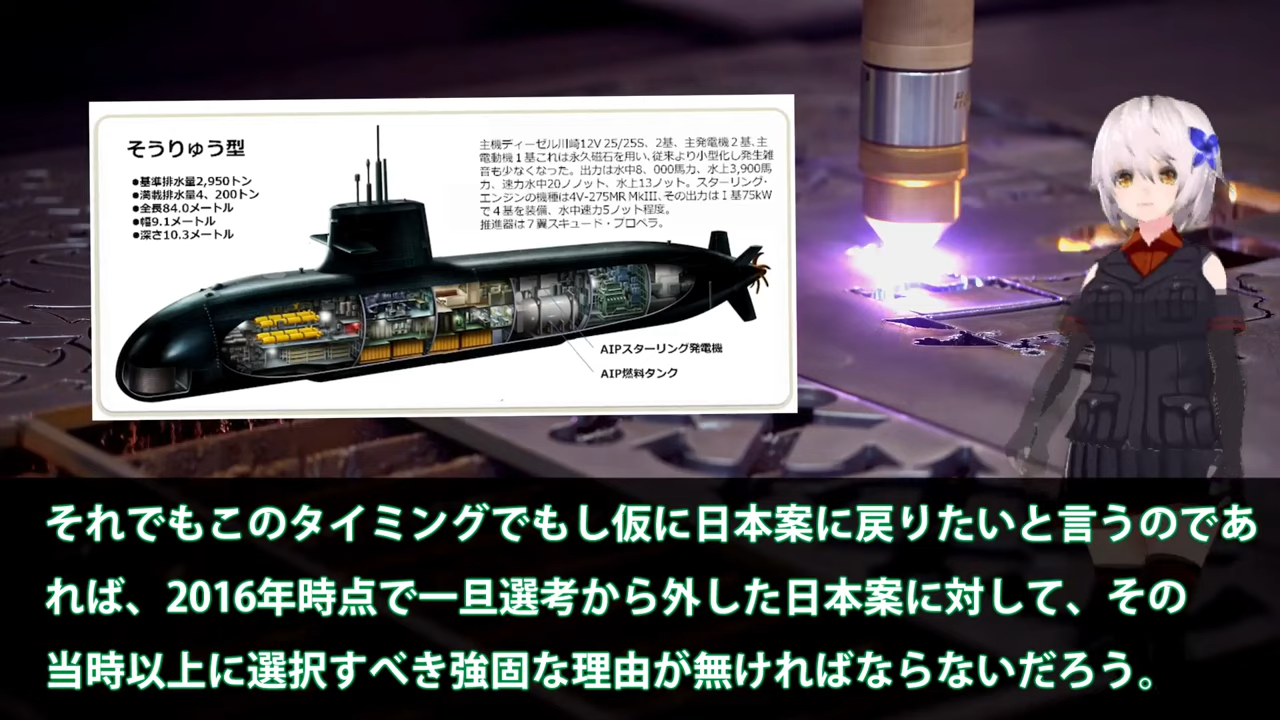 そうりゅう型
●基準排水量2,950トン
●満載排水量4、200トン
●全長84.0メートル
●幅9.1メートル
●深さ10.3メートル
主機ディーゼル川崎12V 25/25S、2基、主発電機２基、主
電動機１基これは永久磁石を用い、従来より小型化し発生雑
音も少なくなった。出力は水中8、000馬力、水上3,900馬
力、速力水中20ノノット、水上13ノット。スターリング・
エンジンの機種は4V-275MR MkIII、その出力はⅠ基75kW
で４基を装備、水中速力5ノット程度。
推進器は７翼スキュード・プロペラ。
AIPスターリング発電機
AIP燃料タンク
それでもこのタイミングでもし仮に日本案に戻りたいと言うのであ
れば、2016年時点で一旦選考から外した日本案に対して、その
当時以上に選択すべき強固な理由が無ければならないだろう。